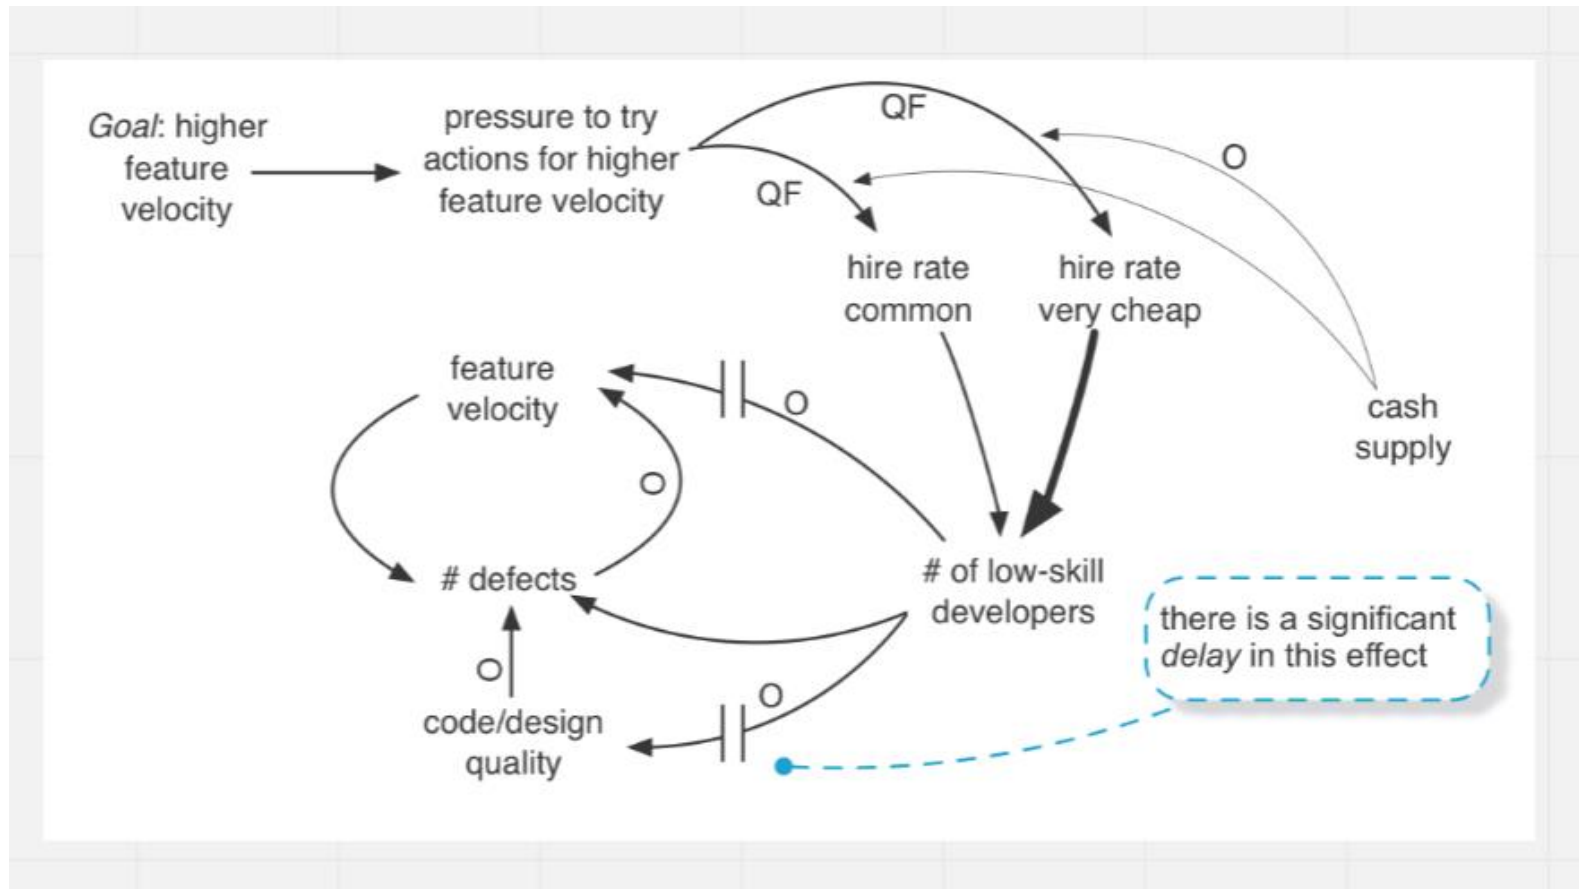 Goal: higher
feature
velocity
pressure to try
actions for higher
feature velocity
QF
QF
O
hire rate
common
hire rate
very cheap
cash
supply
feature
velocity
O
O
# defects
# of low-skill
developers
there is a significant
delay in this effect
O
O
code/design
quality